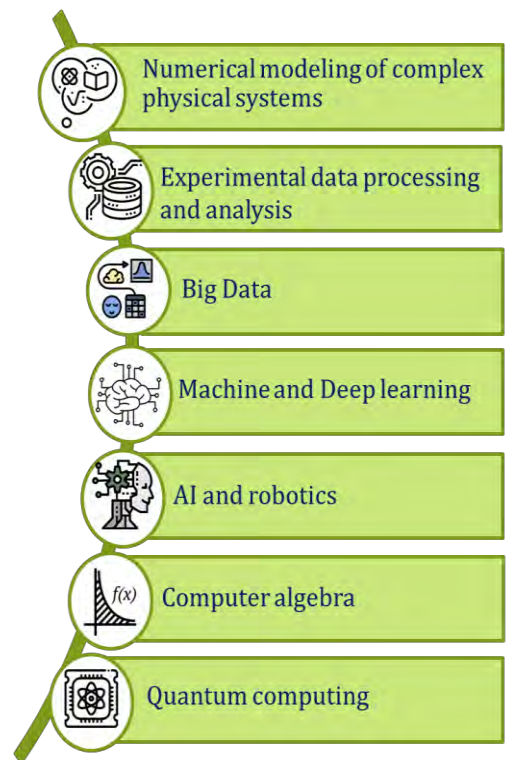 Numerical modeling of complex
physical systems
Experimental data processing
and analysis
Big Data
Machine and Deep learning
AI and robotics
f(x)
Computer algebra
Quantum computing